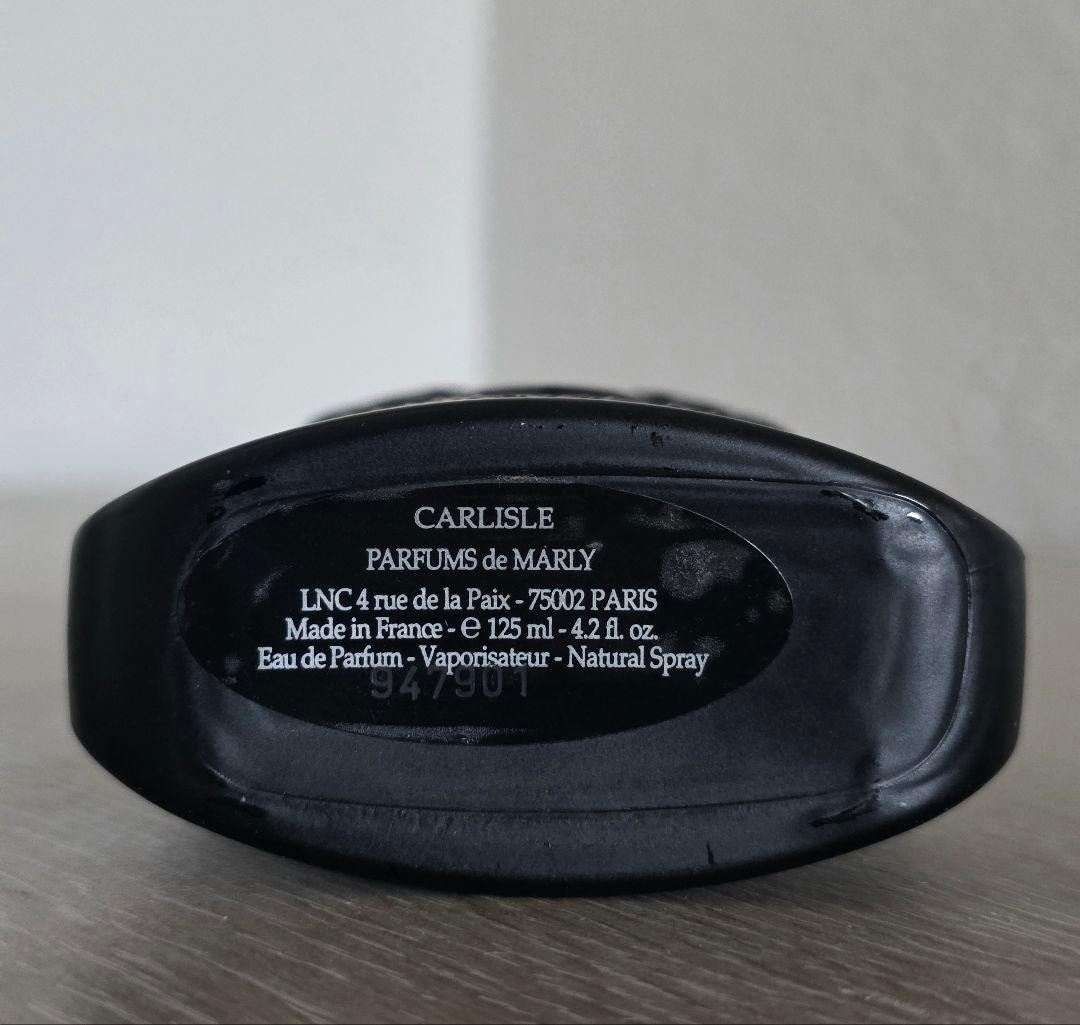 CARLISLE
PARFUMS de MARLY
LNC 4 rue de la Paix - 75002 PARIS
Made in France - ℮ 125 ml - 4.2 fl. oz.
Eau de Parfum - Vaporisateur - Natural Spray
947901